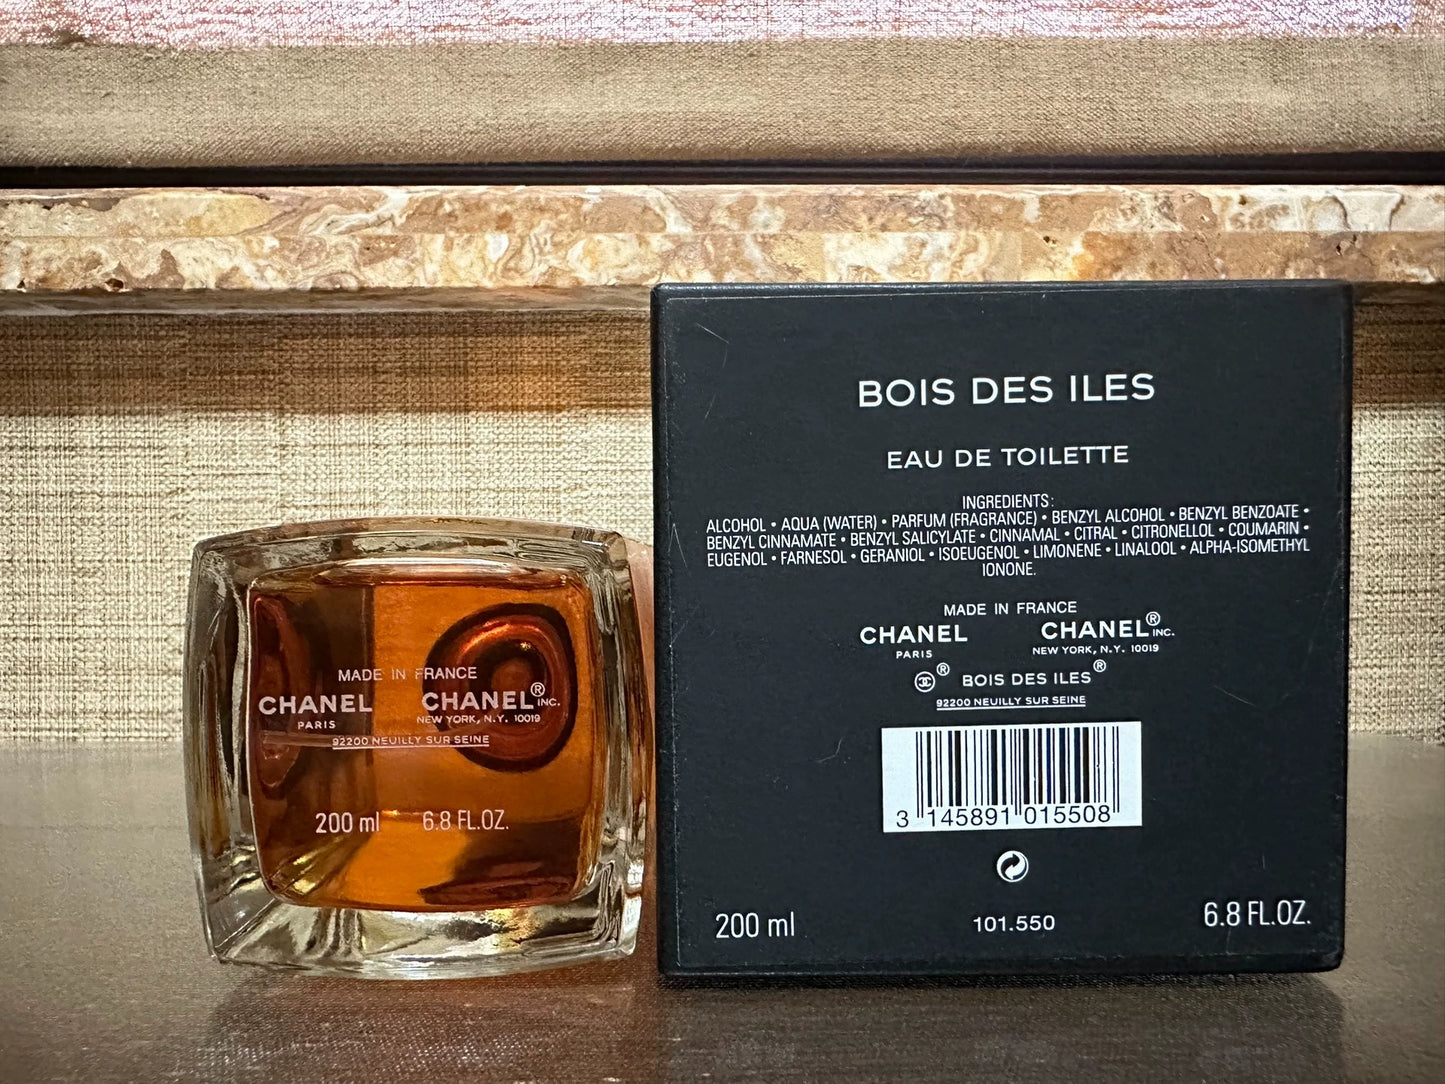 MADE IN FRANCE
CHANEL CHANEL® INC.
PARIS NEW YORK, N.Y. 10019
92200 NEUILLY SUR SEINE
200 ml 6.8 FL.OZ.
BOIS DES ILES
EAU DE TOILETTE
INGREDIENTS:
ALCOHOL • AQUA (WATER) • PARFUM (FRAGRANCE) • BENZYL ALCOHOL • BENZYL BENZOATE •
BENZYL CINNAMATE • BENZYL SALICYLATE • CINNAMAL • CITRAL • CITRONELLOL • COUMARIN •
EUGENOL • FARNESOL • GERANIOL • ISOEUGENOL • LIMONENE • LINALOOL • ALPHA-ISOMETHYL
IONONE.
MADE IN FRANCE
CHANEL CHANEL® INC.
PARIS NEW YORK, N.Y. 10019
® BOIS DES ILES®
92200 NEUILLY SUR SEINE
3 145891 015508
200 ml 101.550 6.8 FL.OZ.